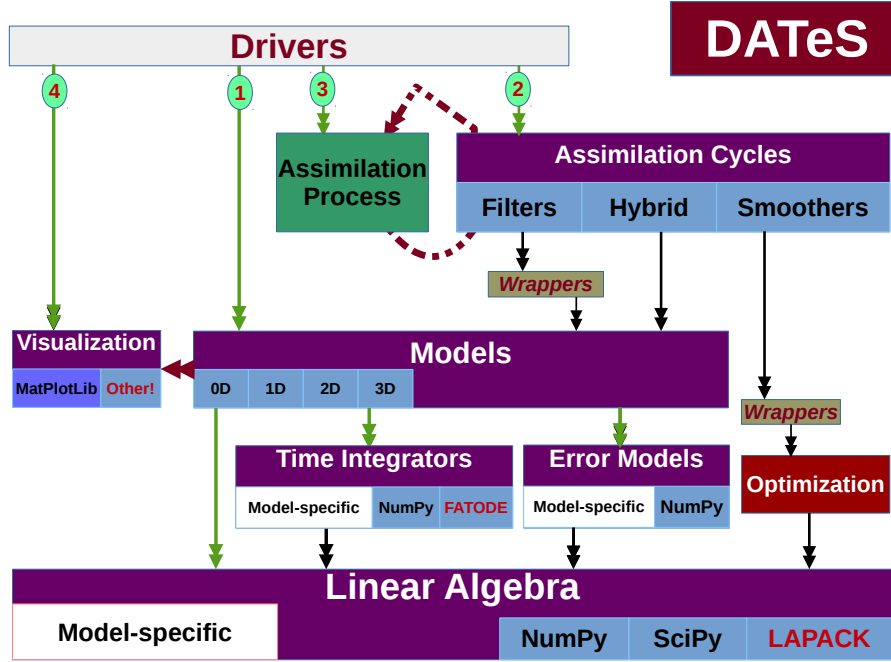 DATeS
Drivers
4
1
3
2
Assimilation
Process
Assimilation Cycles
Filters
Hybrid
Smoothers
Wrappers
Visualization
MatPlotLib
Other!
Models
0D
1D
2D
3D
Wrappers
Time Integrators
Model-specific
NumPy
FATODE
Error Models
Model-specific
NumPy
Optimization
Linear Algebra
Model-specific
NumPy
SciPy
LAPACK